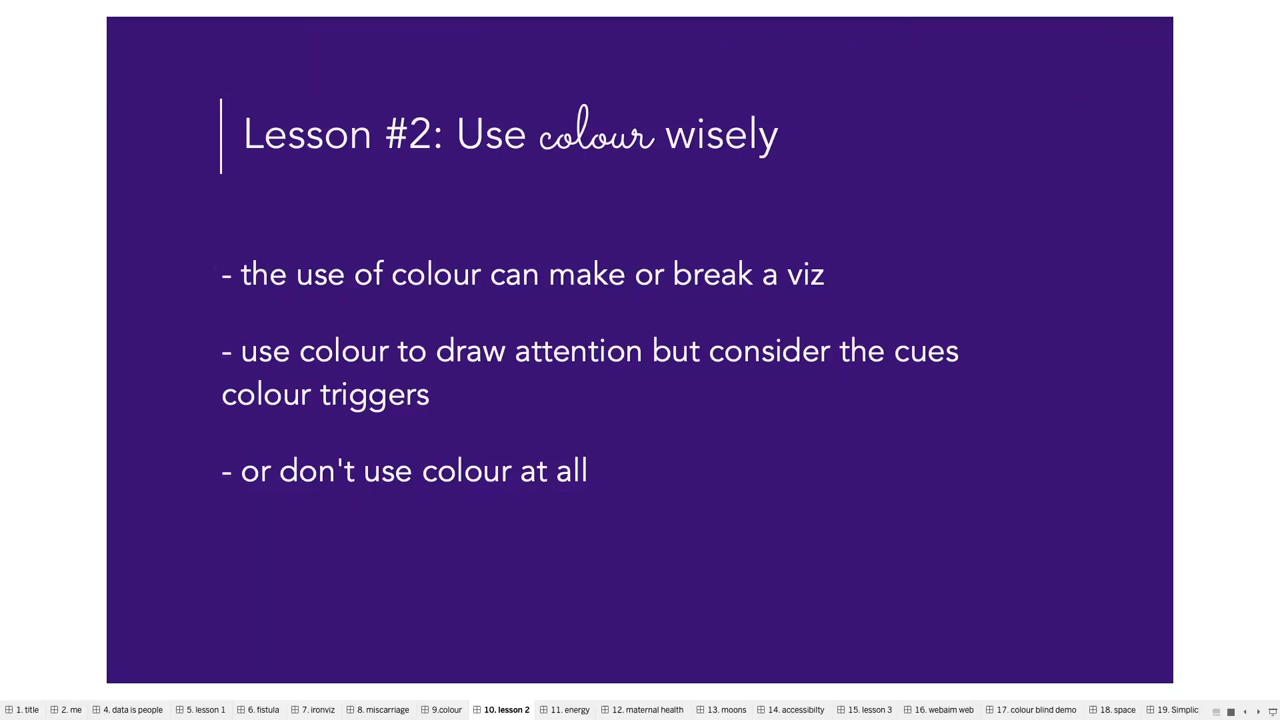 Lesson #2: Use colour wisely
- the use of colour can make or break a viz
- use colour to draw attention but consider the cues
colour triggers
- or don't use colour at all
1. title 2. me 4. data is people 5. lesson 1 6. fistula 7. ironviz 8. miscarriage 9.colour 10. lesson 2 11. energy 12. maternal health 13. moons 14. accessibilty 15. lesson 3 16. webaim web 17. colour blind demo 18. space 19. Simplic